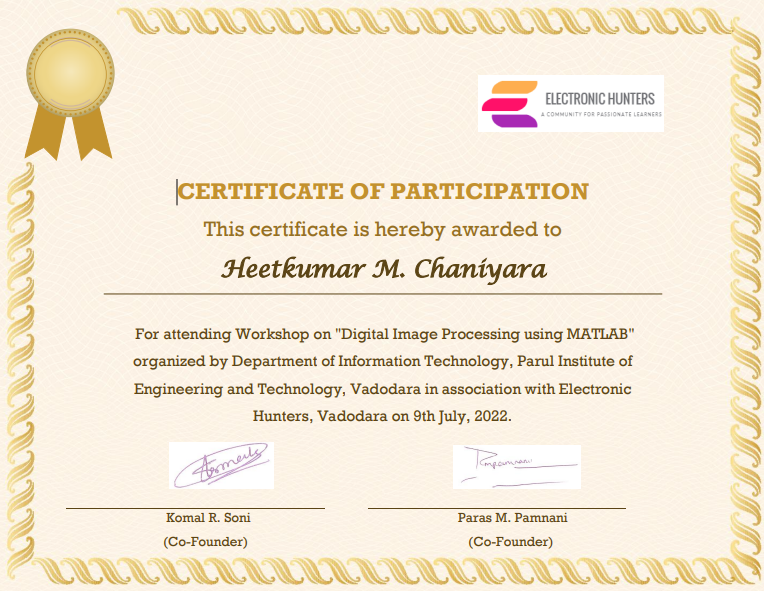 ELECTRONIC HUNTERS
A COMMUNITY FOR PASSIONATE LEARNERS
CERTIFICATE OF PARTICIPATION
This certificate is hereby awarded to
Heetkumar M. Chaniyara
For attending Workshop on "Digital Image Processing using MATLAB"
organized by Department of Information Technology, Parul Institute of
Engineering and Technology, Vadodara in association with Electronic
Hunters, Vadodara on 9th July, 2022.
Komal R. Soni
Paras M. Pamnani
(Co-Founder)
(Co-Founder)